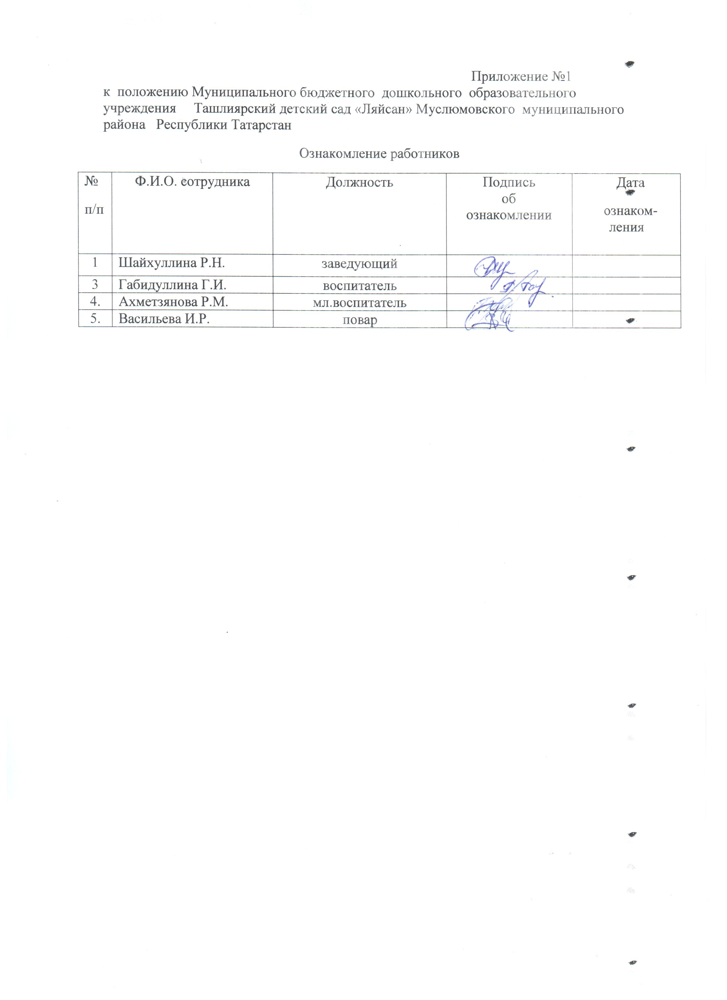 Приложение №1
к положению Муниципального бюджетного дошкольного образовательного
учреждения Ташлиярский детский сад «Ляйсан» Муслюмовского муниципального
района Республики Татарстан
Ознакомление работников
№ п/п Ф.И.О. сотрудника Должность Подпись об ознакомлении Дата ознаком-ления
1 Шайхуллина Р.Н. заведующий
3 Габидуллина Г.И. воспитатель
4. Ахметзянова Р.М. мл.воспитатель
5. Васильева И.Р. повар